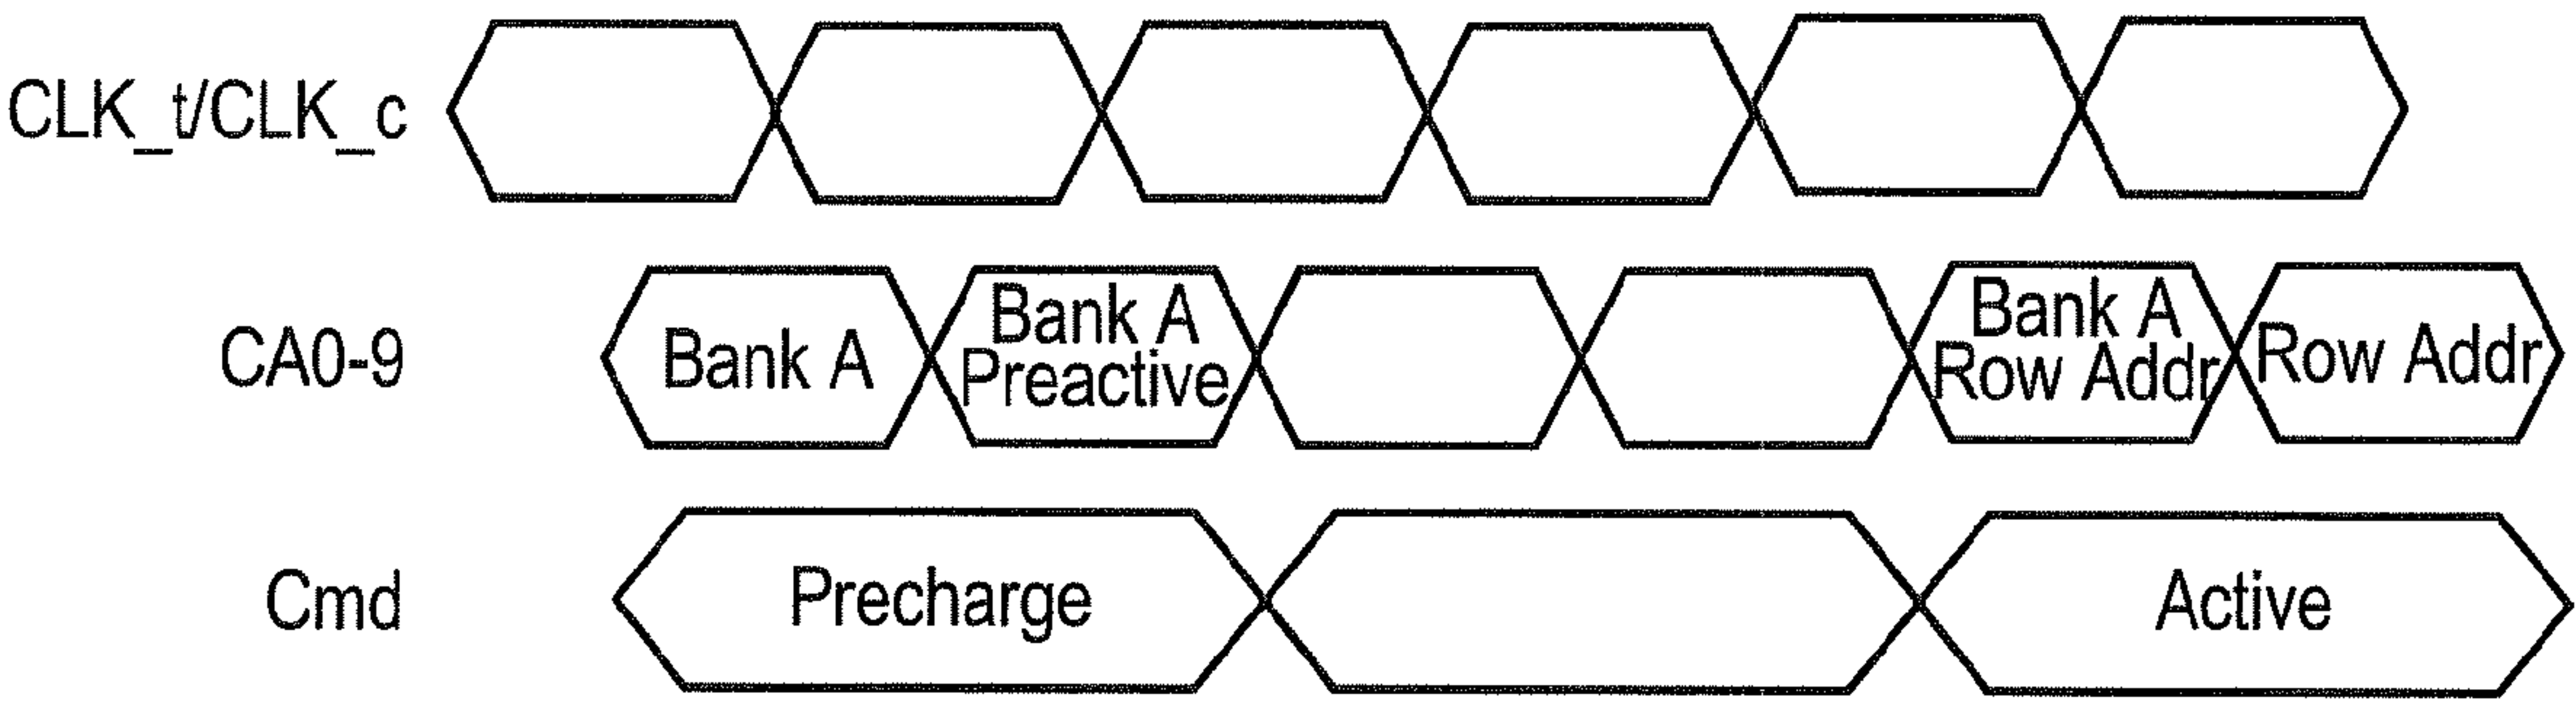 CLK_t/CLK_c
CA0-9
Bank A
Bank A
Preactive
Bank A
Row Addr
Row Addr
Cmd
Precharge
Active